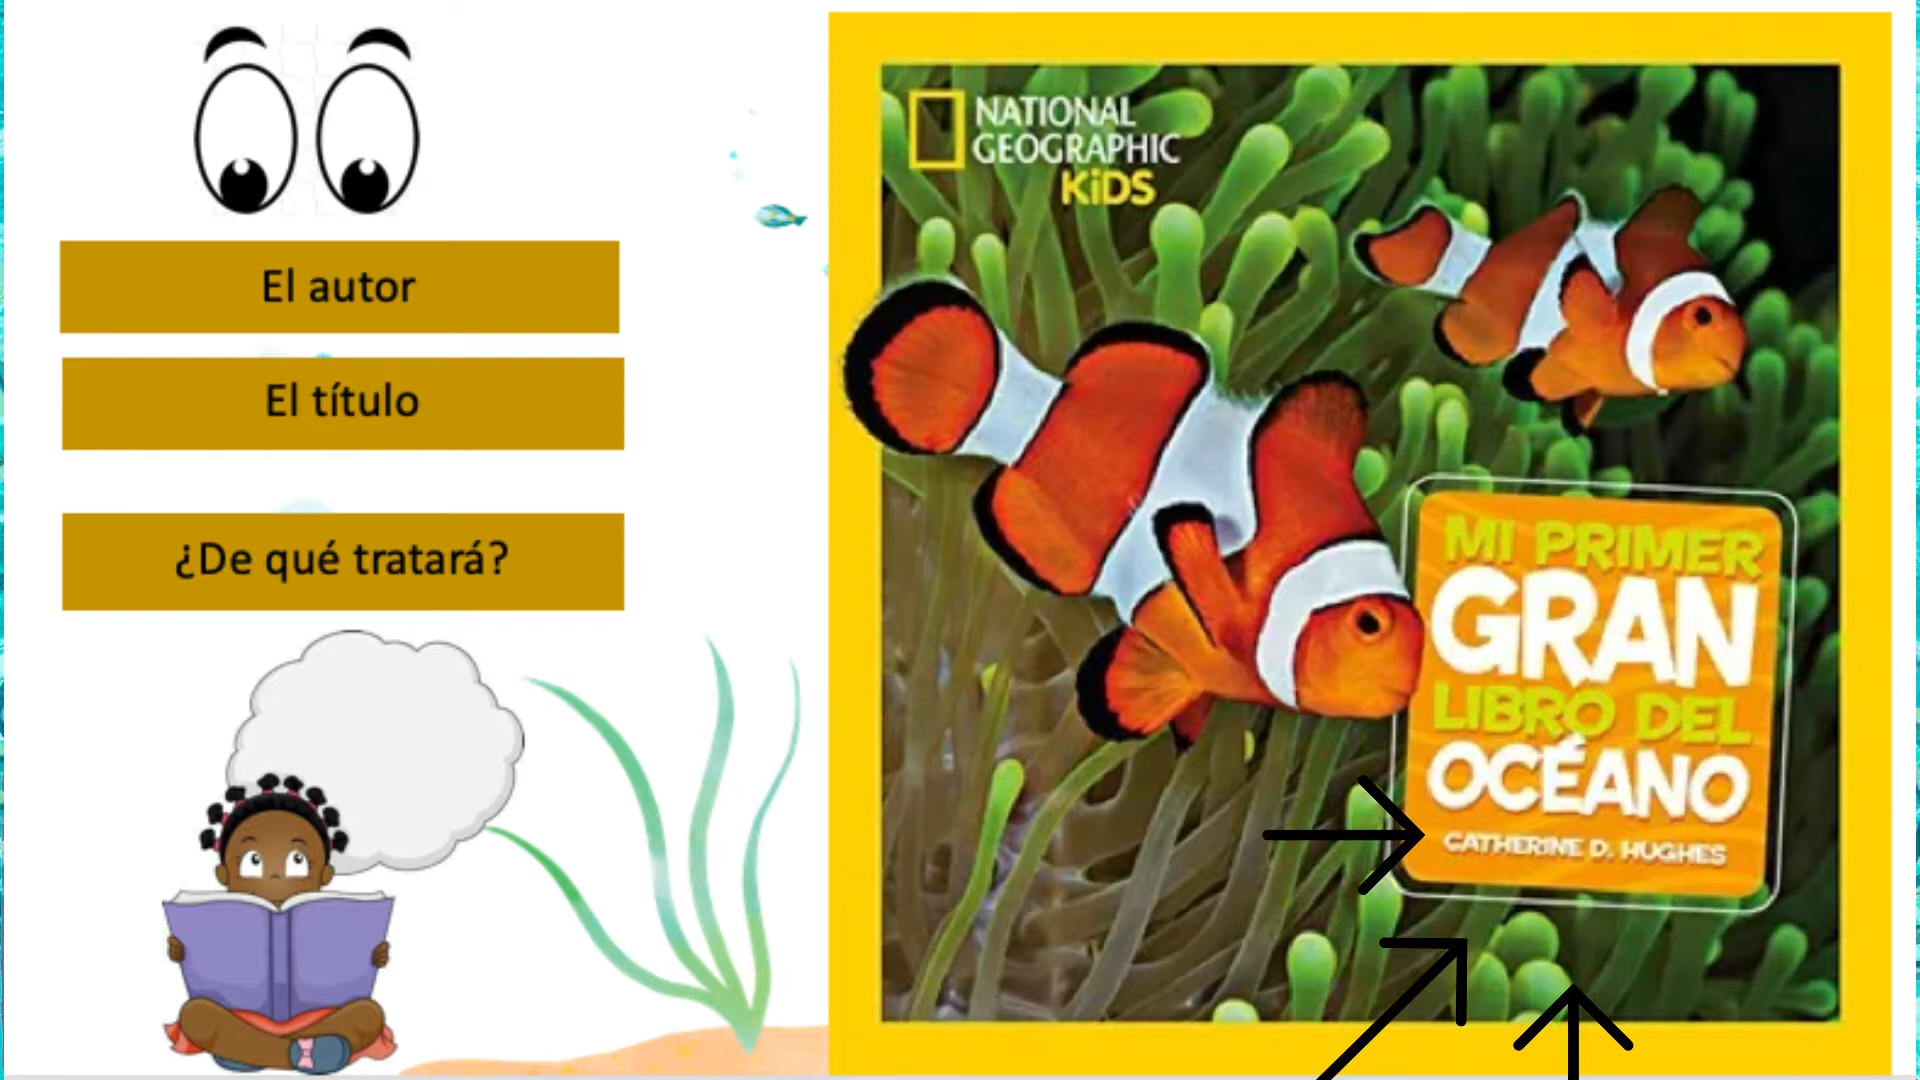 El autor
El título
¿De qué tratará?
NATIONAL
GEOGRAPHIC
KiDS
MI PRIMER
GRAN
LIBRO DEL
OCÉANO
CATHERINE D. HUGHES